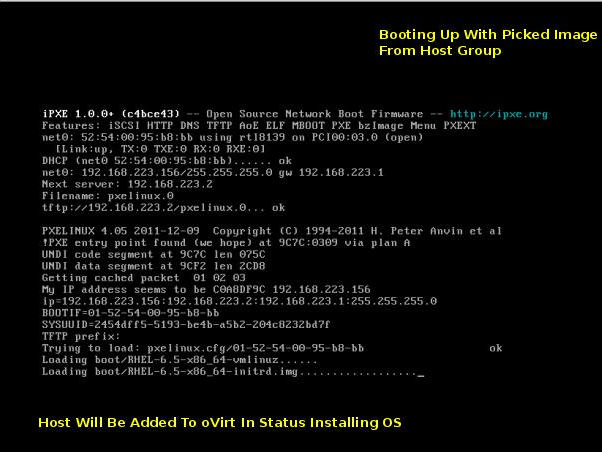 Booting Up With Picked Image
From Host Group
iPXE 1.0.0+ (c4bce43) -- Open Source Network Boot Firmware -- http://ipxe.org
Features: iSCSI HTTP DNS TFTP AoE ELF MBOOT PXE bzImage Menu PXEXT
net0: 52:54:00:95:b8:bb using rtl8139 on PCI00:03.0 (open)
[Link:up, TX:0 TXE:0 RX:0 RXE:0]
DHCP (net0 52:54:00:95:b8:bb)...... ok
net0: 192.168.223.156/255.255.255.0 gw 192.168.223.1
Next server: 192.168.223.2
Filename: pxelinux.0
tftp://192.168.223.2/pxelinux.0... ok
PXELINUX 4.05 2011-12-09  Copyright (C) 1994-2011 H. Peter Anvin et al
!PXE entry point found (we hope) at 9C7C:0309 via plan A
UNDI code segment at 9C7C len 075C
UNDI data segment at 9CF2 len 2CD8
Getting cached packet  01 02 03
My IP address seems to be C0A8DF9C 192.168.223.156
ip=192.168.223.156:192.168.223.2:192.168.223.1:255.255.255.0
BOOTIF=01-52-54-00-95-b8-bb
SYSUUID=2454dff5-5193-be4b-a5b2-204c8232bd7f
TFTP prefix:
Trying to load: pxelinux.cfg/01-52-54-00-95-b8-bb ok
Loading boot/RHEL-6.5-x86_64-vmlinuz......
Loading boot/RHEL-6.5-x86_64-initrd.img.................._
Host Will Be Added To oVirt In Status Installing OS